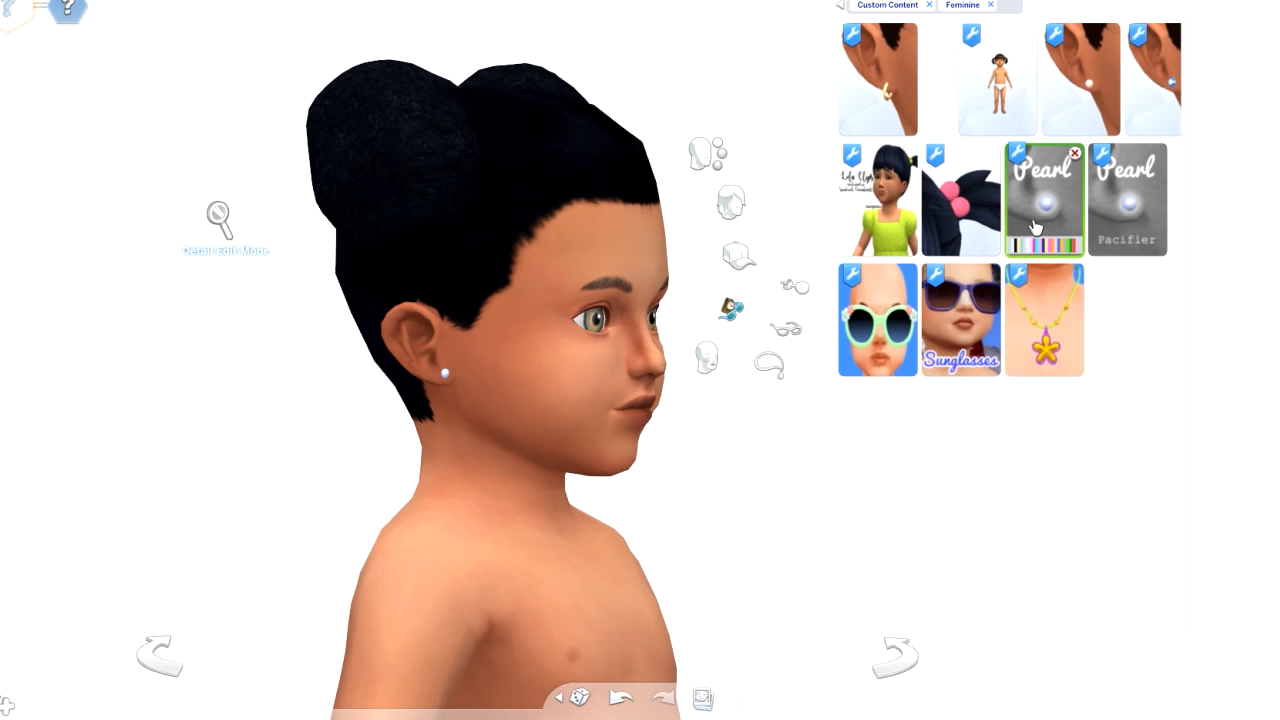 Custom Content
Feminine
Detail Edit Mode
Pearl
Pearl
Pacifier
Sunglasses